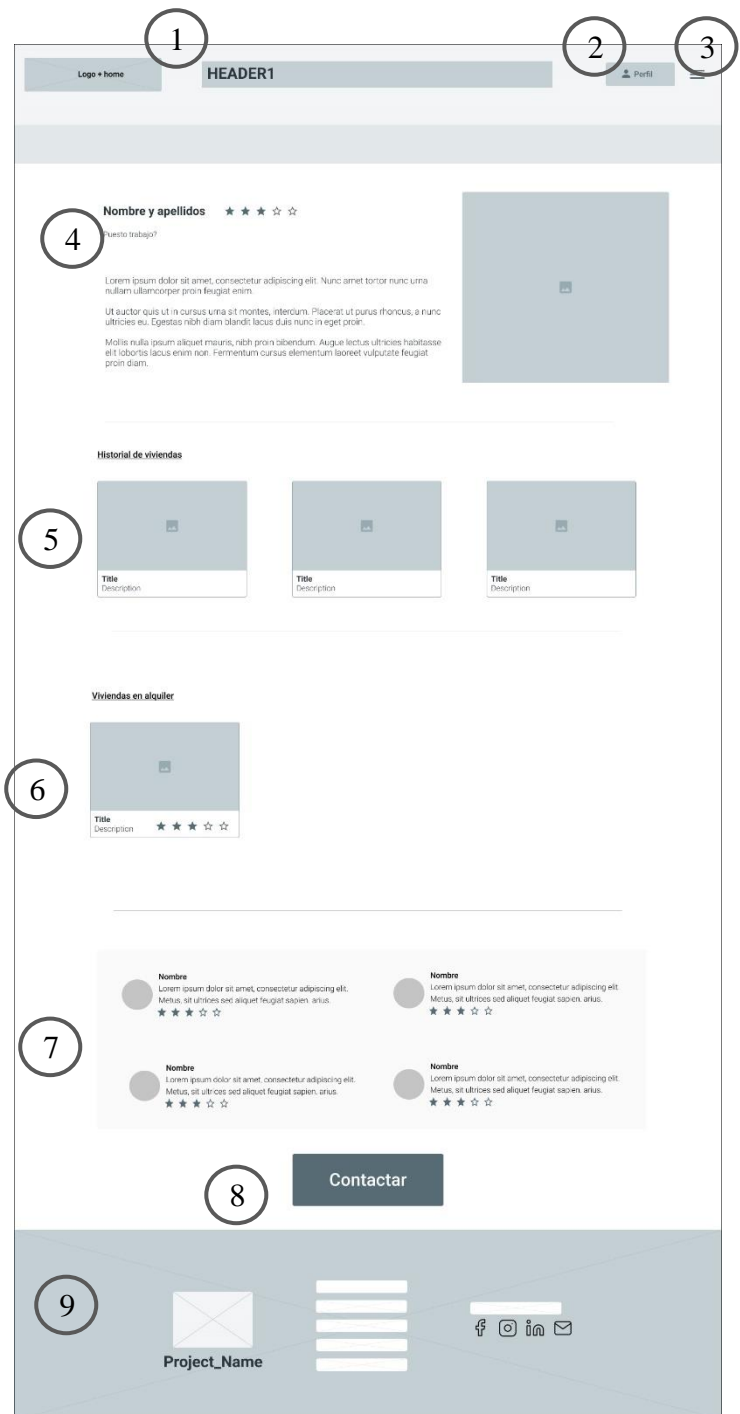 1
2
3
Logo + home
HEADER1
Perfil
Nombre y apellidos
4
Puesto trabajo?
Lorem ipsum dolor sit amet, consectetur adipiscing elit. Nunc amet tortor nunc urna
nullam ullamcorper proin feugiat enim.
Ut auctor quis ut in cursus urna sit montes, interdum. Placerat ut purus rhoncus, a nunc
ultricies eu. Egestas nibh diam blandit lacus duis nunc in eget proin.
Mollis nulla ipsum aliquet mauris, nibh proin bibendum. Augue lectus ultricies habitasse
elit lobortis lacus enim non. Fermentum cursus elementum laoreet vulputate feugiat
proin diam.
Historial de viviendas
5
Title
Description
Title
Description
Title
Description
Viviendas en alquiler
6
Title
Description
7
Nombre
Lorem ipsum dolor sit amet, consectetur adipiscing elit.
Metus, sit ultrices sed aliquet feugiat sapien. arius.
Nombre
Lorem ipsum dolor sit amet, consectetur adipiscing elit.
Metus, sit ultrices sed aliquet feugiat sapien. arius.
Nombre
Lorem ipsum dolor sit amet, consectetur adipiscing elit.
Metus, sit ultrices sed aliquet feugiat sapien. arius.
Nombre
Lorem ipsum dolor sit amet, consectetur adipiscing elit.
Metus, sit ultrices sed aliquet feugiat sapien. arius.
8
Contactar
9
Project_Name